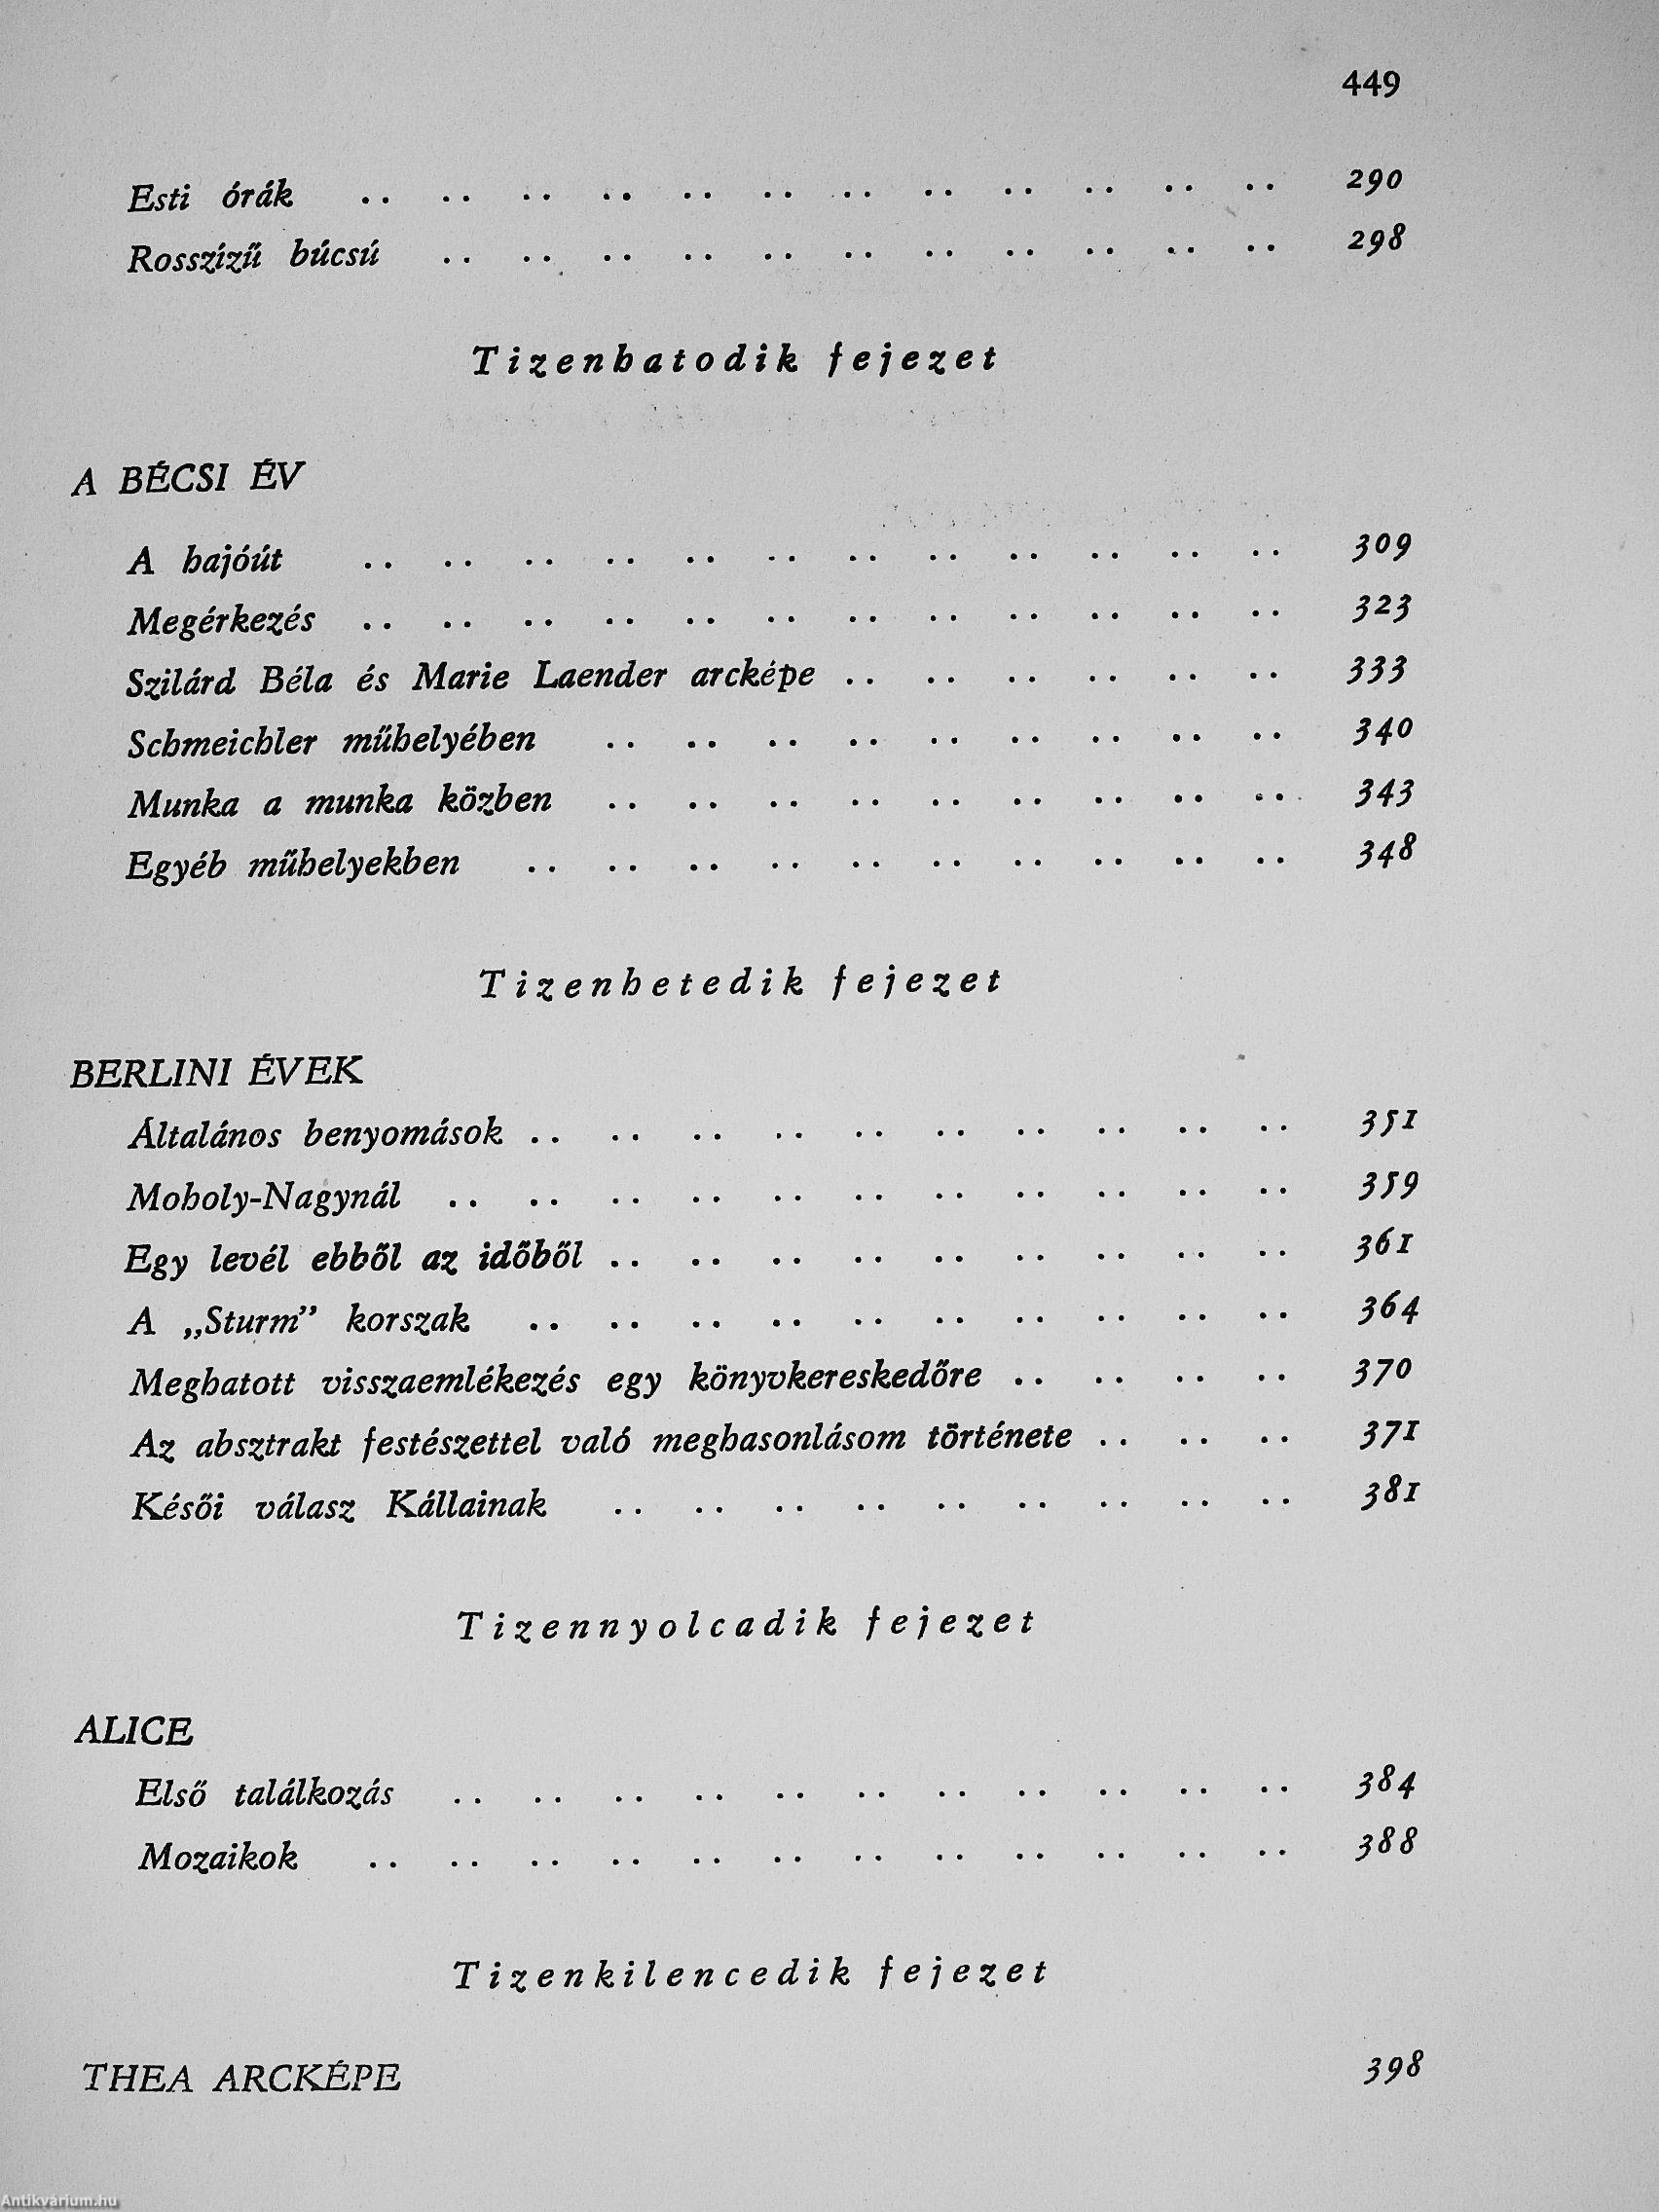 449
Esti órák .. .. .. .. .. .. .. .. .. .. .. .. 290
Rosszízű búcsú .. .. .. .. .. .. .. .. .. .. .. 298
Tizenhatodik fejezet
A BÉCSI ÉV
A hajóút .. .. .. .. .. .. .. .. .. .. .. .. 309
Megérkezés .. .. .. .. .. .. .. .. .. .. .. .. 323
Szilárd Béla és Marie Laender arcképe .. .. .. .. .. .. 333
Schmeichler műhelyében .. .. .. .. .. .. .. .. .. 340
Munka a munka közben .. .. .. .. .. .. .. .. .. 343
Egyéb műhelyekben .. .. .. .. .. .. .. .. .. .. 348
Tizenhetedik fejezet
BERLINI ÉVEK
Általános benyomások .. .. .. .. .. .. .. .. .. .. 351
Moholy-Nagynál .. .. .. .. .. .. .. .. .. .. .. 359
Egy levél ebből az időből .. .. .. .. .. .. .. .. .. 361
A „Sturm” korszak .. .. .. .. .. .. .. .. .. .. 364
Meghatott visszaemlékezés egy könyvkereskedőre .. .. .. .. 370
Az absztrakt festészettel való meghasonlásom története .. .. .. 371
Késői válasz Kállainak .. .. .. .. .. .. .. .. .. 381
Tizennyolcadik fejezet
ALICE
Első találkozás .. .. .. .. .. .. .. .. .. .. .. 384
Mozaikok .. .. .. .. .. .. .. .. .. .. .. .. 388
Tizenkilencedik fejezet
THEA ARCKÉPE 398
Antikvárium.hu